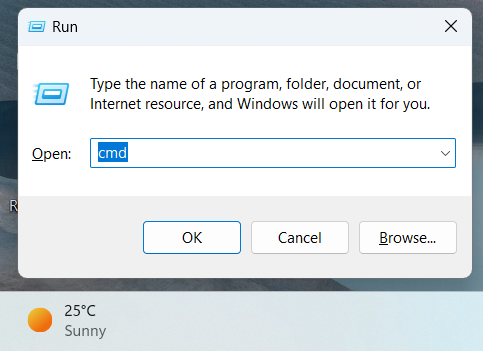 Run
Type the name of a program, folder, document, or
Internet resource, and Windows will open it for you.
Open: cmd
OK Cancel Browse...
25°C
Sunny